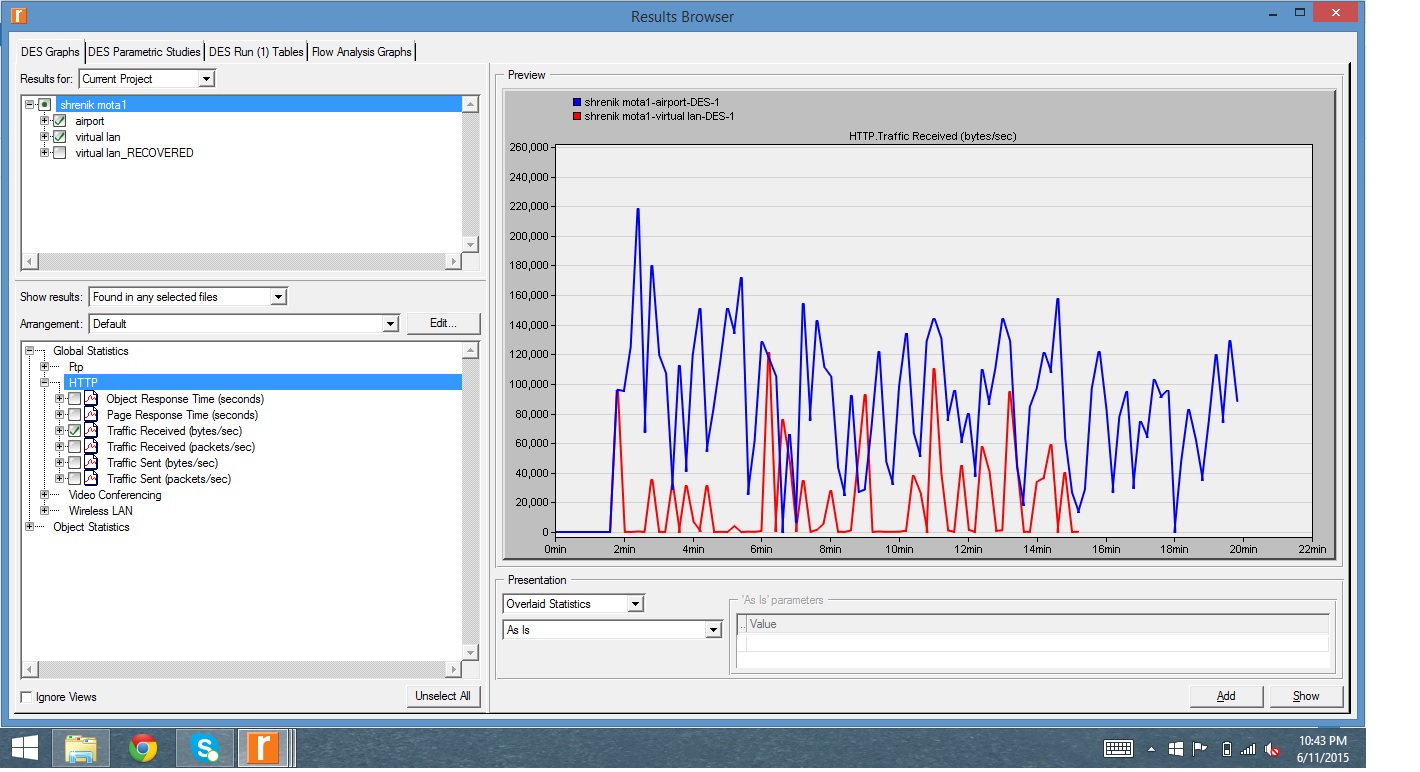 Results Browser
DES Graphs DES Parametric Studies DES Run (1) Tables Flow Analysis Graphs
Results for: Current Project
shrenik mota1
airport
virtual lan
virtual lan_RECOVERED
Show results: Found in any selected files
Arrangement: Default Edit...
Global Statistics
Ftp
HTTP
Object Response Time (seconds)
Page Response Time (seconds)
Traffic Received (bytes/sec)
Traffic Received (packets/sec)
Traffic Sent (bytes/sec)
Traffic Sent (packets/sec)
Video Conferencing
Wireless LAN
Object Statistics
Ignore Views Unselect All
Preview
shrenik mota1-airport-DES-1
shrenik mota1-virtual lan-DES-1
HTTP.Traffic Received (bytes/sec)
260,000
240,000
220,000
200,000
180,000
160,000
140,000
120,000
100,000
80,000
60,000
40,000
20,000
0
0min 2min 4min 6min 8min 10min 12min 14min 16min 18min 20min 22min
Presentation
Overlaid Statistics
As Is
'As Is' parameters
.. Value
Add Show
10:43 PM
6/11/2015